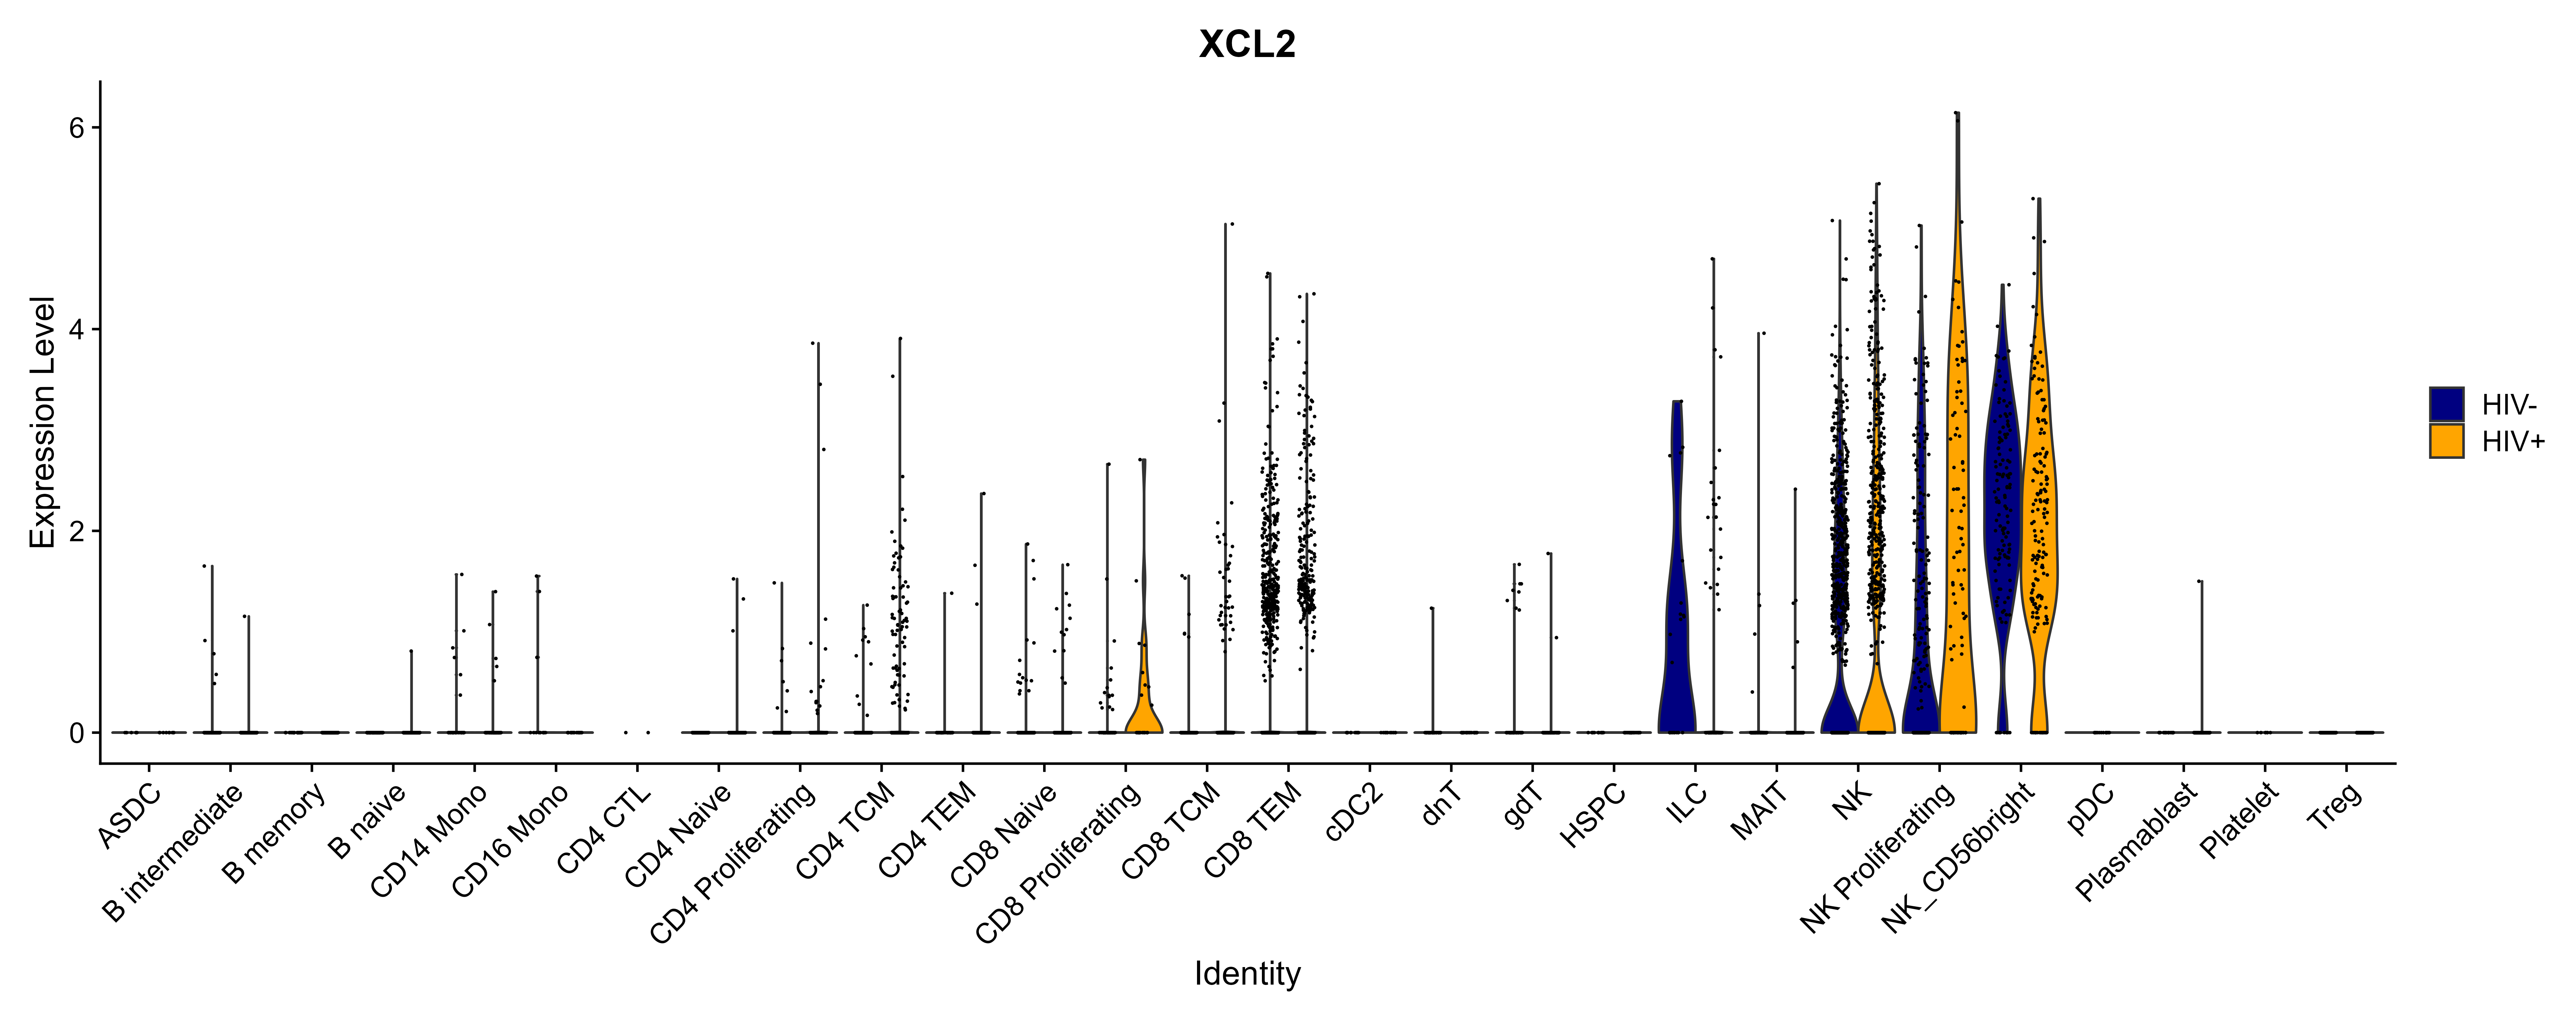 XCL2
Expression Level
6
4
2
0
ASDC
B intermediate
B memory
B naive
CD14 Mono
CD16 Mono
CD4 CTL
CD4 Naive
CD4 Proliferating
CD4 TCM
CD4 TEM
CD8 Naive
CD8 Proliferating
CD8 TCM
CD8 TEM
cDC2
dnT
gdT
HSPC
ILC
MAIT
NK
NK Proliferating
NK_CD56bright
pDC
Plasmablast
Platelet
Treg
Identity
HIV-
HIV+